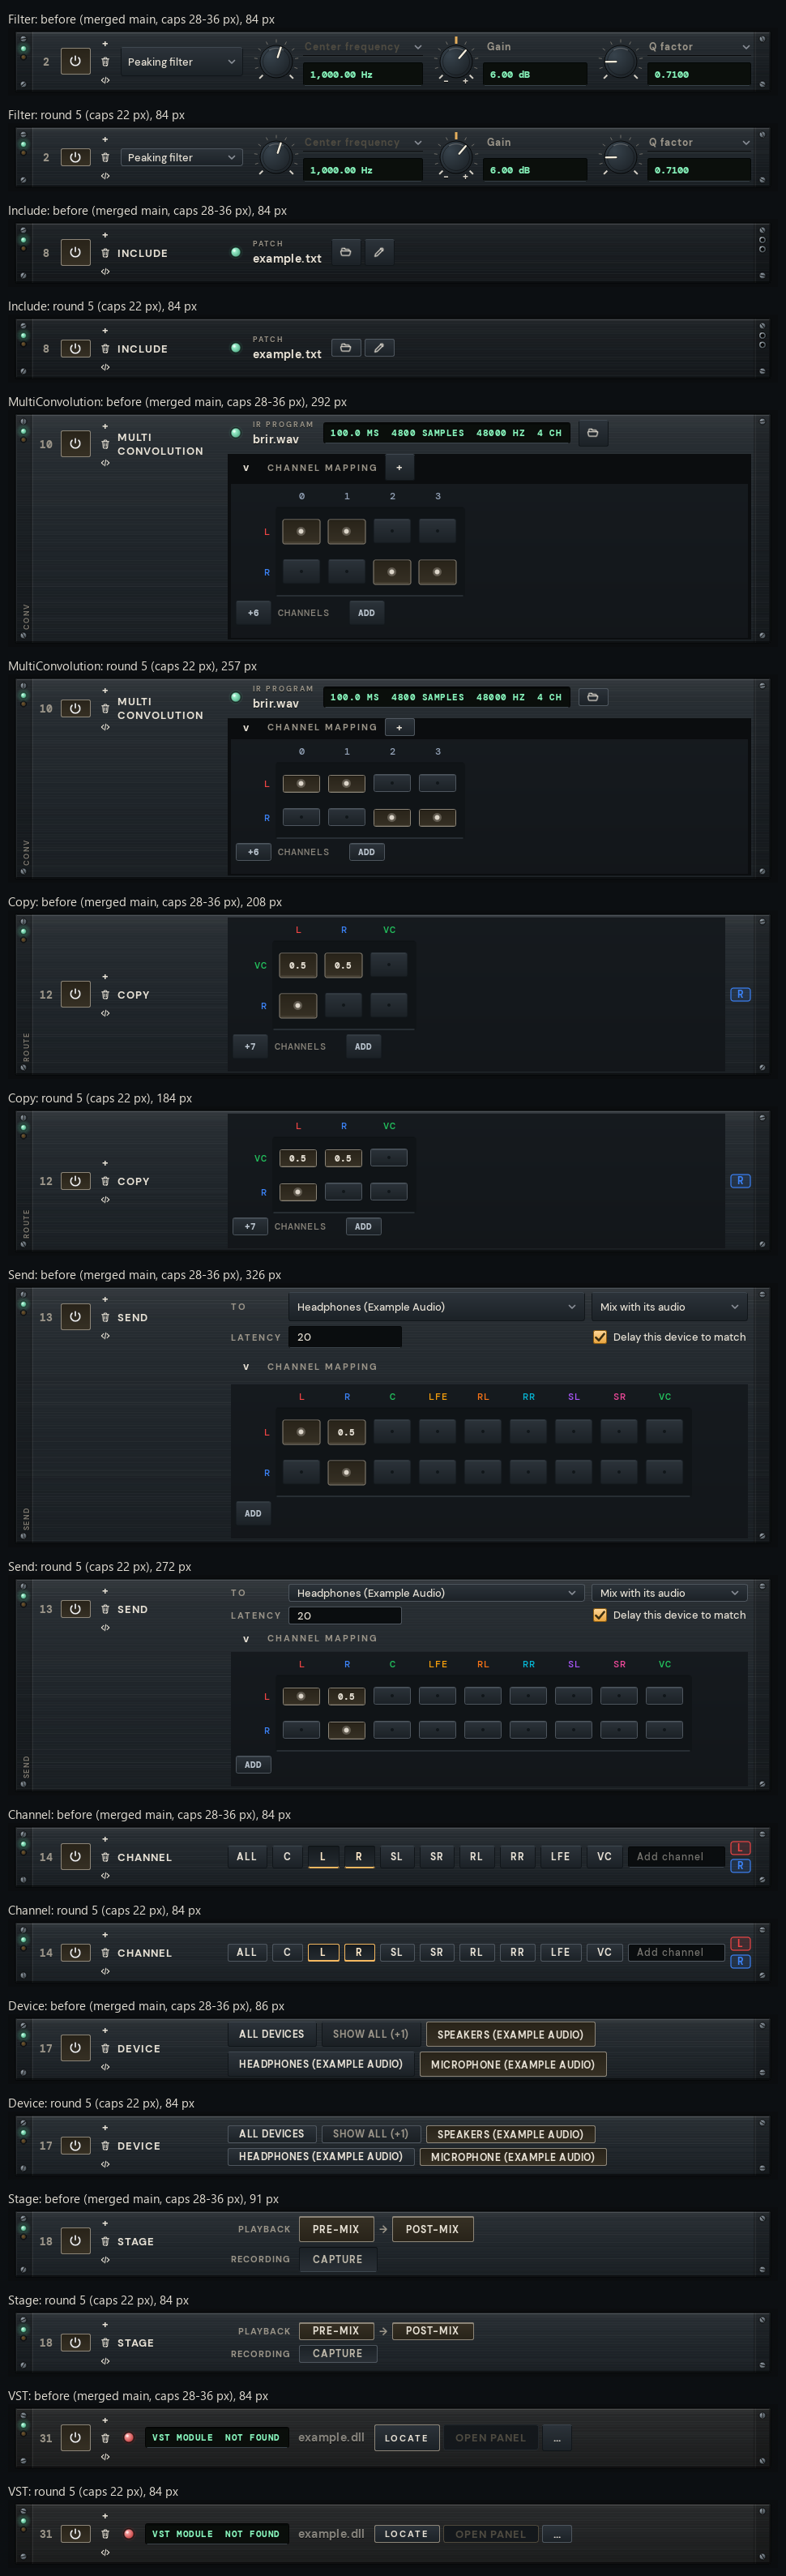 Filter: before (merged main, caps 28-36 px), 84 px
+
2 Peaking filter Center frequency Gain Q factor
1,000.00 Hz - + 6.00 dB 0.7100
Filter: round 5 (caps 22 px), 84 px
+
2 Peaking filter Center frequency Gain Q factor
1,000.00 Hz - + 6.00 dB 0.7100
Include: before (merged main, caps 28-36 px), 84 px
+
8 INCLUDE PATCH
example.txt
Include: round 5 (caps 22 px), 84 px
+
8 INCLUDE PATCH
example.txt
MultiConvolution: before (merged main, caps 28-36 px), 292 px
+
10 MULTI
CONVOLUTION
IR PROGRAM
brir.wav 100.0 MS 4800 SAMPLES 48000 HZ 4 CH
v CHANNEL MAPPING +
0 1 2 3
L
R
+6 CHANNELS ADD
CONV
MultiConvolution: round 5 (caps 22 px), 257 px
+
10 MULTI
CONVOLUTION
IR PROGRAM
brir.wav 100.0 MS 4800 SAMPLES 48000 HZ 4 CH
v CHANNEL MAPPING +
0 1 2 3
L
R
+6 CHANNELS ADD
CONV
Copy: before (merged main, caps 28-36 px), 208 px
L R VC
VC 0.5 0.5
+
12 COPY R
R
+7 CHANNELS ADD
ROUTE
Copy: round 5 (caps 22 px), 184 px
L R VC
VC 0.5 0.5
+
12 COPY R
R
+7 CHANNELS ADD
ROUTE
Send: before (merged main, caps 28-36 px), 326 px
+
13 SEND
TO Headphones (Example Audio) Mix with its audio
LATENCY 20 Delay this device to match
v CHANNEL MAPPING
L R C LFE RL RR SL SR VC
L 0.5
R
ADD
SEND
Send: round 5 (caps 22 px), 272 px
+
13 SEND
TO Headphones (Example Audio) Mix with its audio
LATENCY 20 Delay this device to match
v CHANNEL MAPPING
L R C LFE RL RR SL SR VC
L 0.5
R
ADD
SEND
Channel: before (merged main, caps 28-36 px), 84 px
+
14 CHANNEL ALL C L R SL SR RL RR LFE VC Add channel L
R
Channel: round 5 (caps 22 px), 84 px
+
14 CHANNEL ALL C L R SL SR RL RR LFE VC Add channel L
R
Device: before (merged main, caps 28-36 px), 86 px
+
17 DEVICE
ALL DEVICES SHOW ALL (+1) SPEAKERS (EXAMPLE AUDIO)
HEADPHONES (EXAMPLE AUDIO) MICROPHONE (EXAMPLE AUDIO)
Device: round 5 (caps 22 px), 84 px
+
17 DEVICE
ALL DEVICES SHOW ALL (+1) SPEAKERS (EXAMPLE AUDIO)
HEADPHONES (EXAMPLE AUDIO) MICROPHONE (EXAMPLE AUDIO)
Stage: before (merged main, caps 28-36 px), 91 px
+
18 STAGE
PLAYBACK PRE-MIX → POST-MIX
RECORDING CAPTURE
Stage: round 5 (caps 22 px), 84 px
+
18 STAGE
PLAYBACK PRE-MIX → POST-MIX
RECORDING CAPTURE
VST: before (merged main, caps 28-36 px), 84 px
+
31 VST MODULE NOT FOUND example.dll LOCATE OPEN PANEL ...
VST: round 5 (caps 22 px), 84 px
+
31 VST MODULE NOT FOUND example.dll LOCATE OPEN PANEL ...